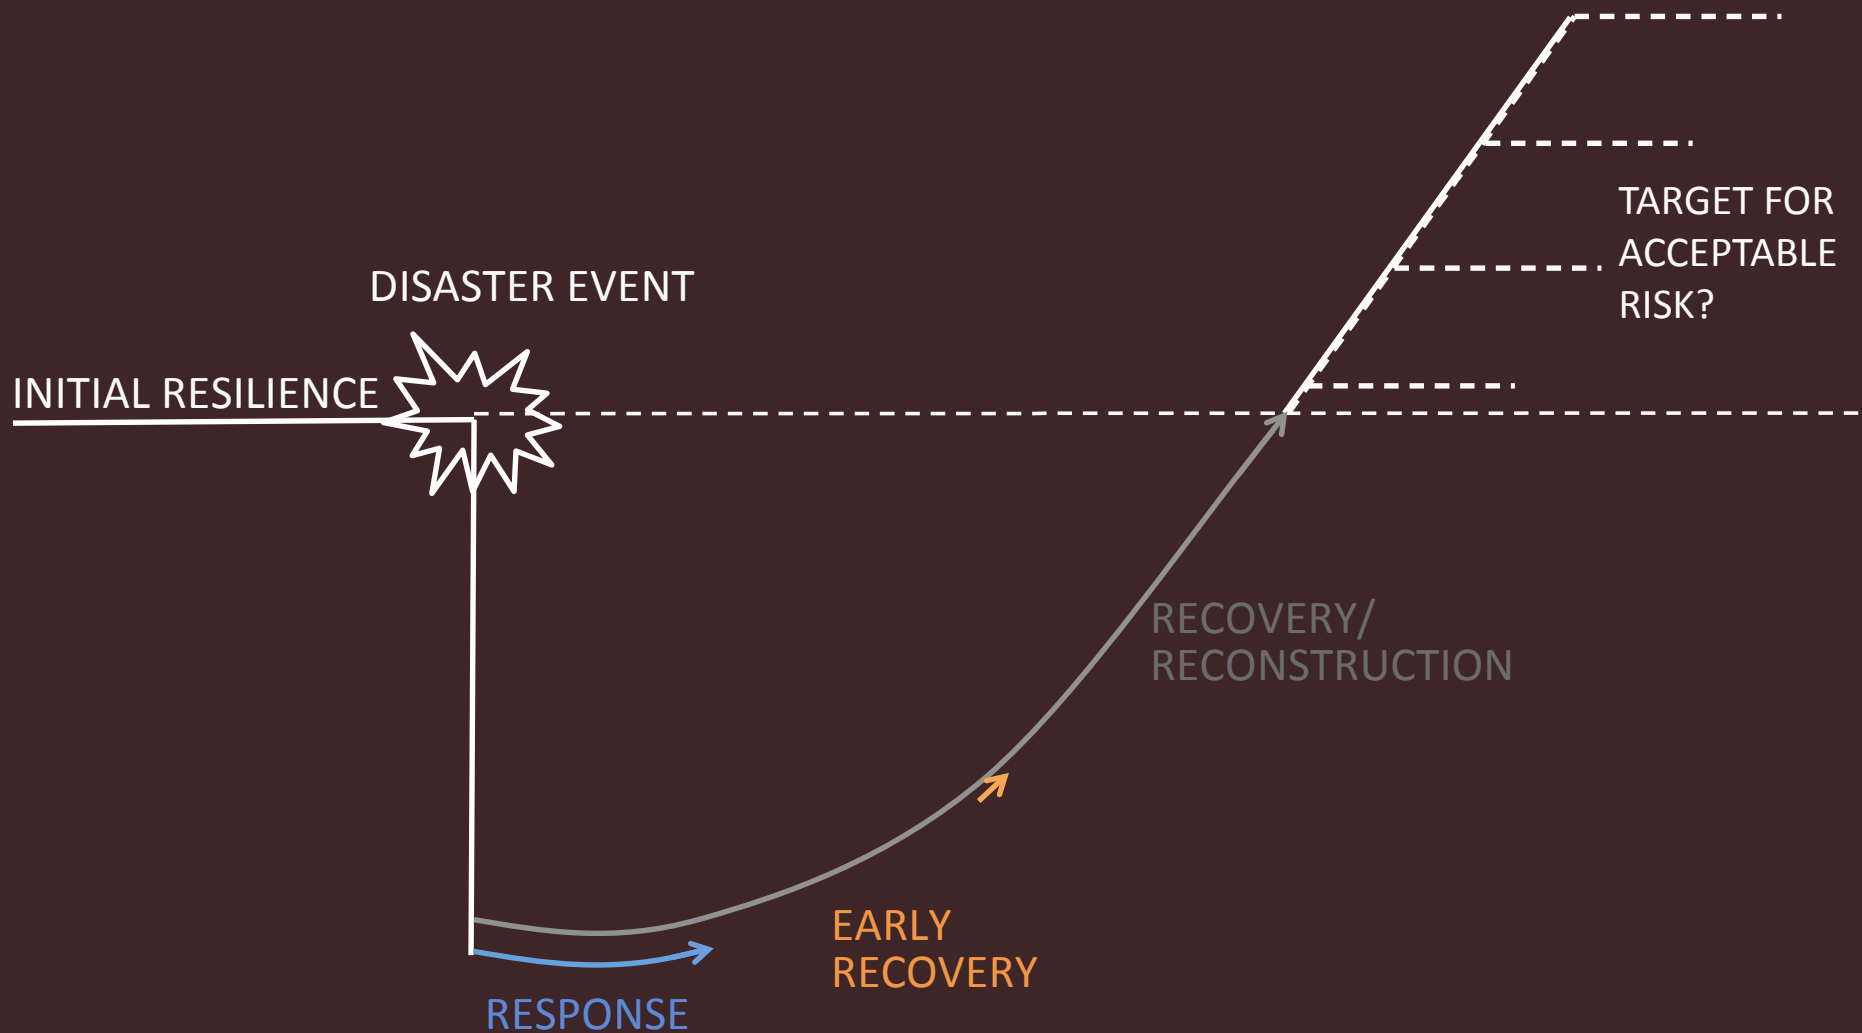 TARGET FOR
ACCEPTABLE
RISK?
DISASTER EVENT
INITIAL RESILIENCE
RECOVERY/
RECONSTRUCTION
EARLY
RECOVERY
RESPONSE